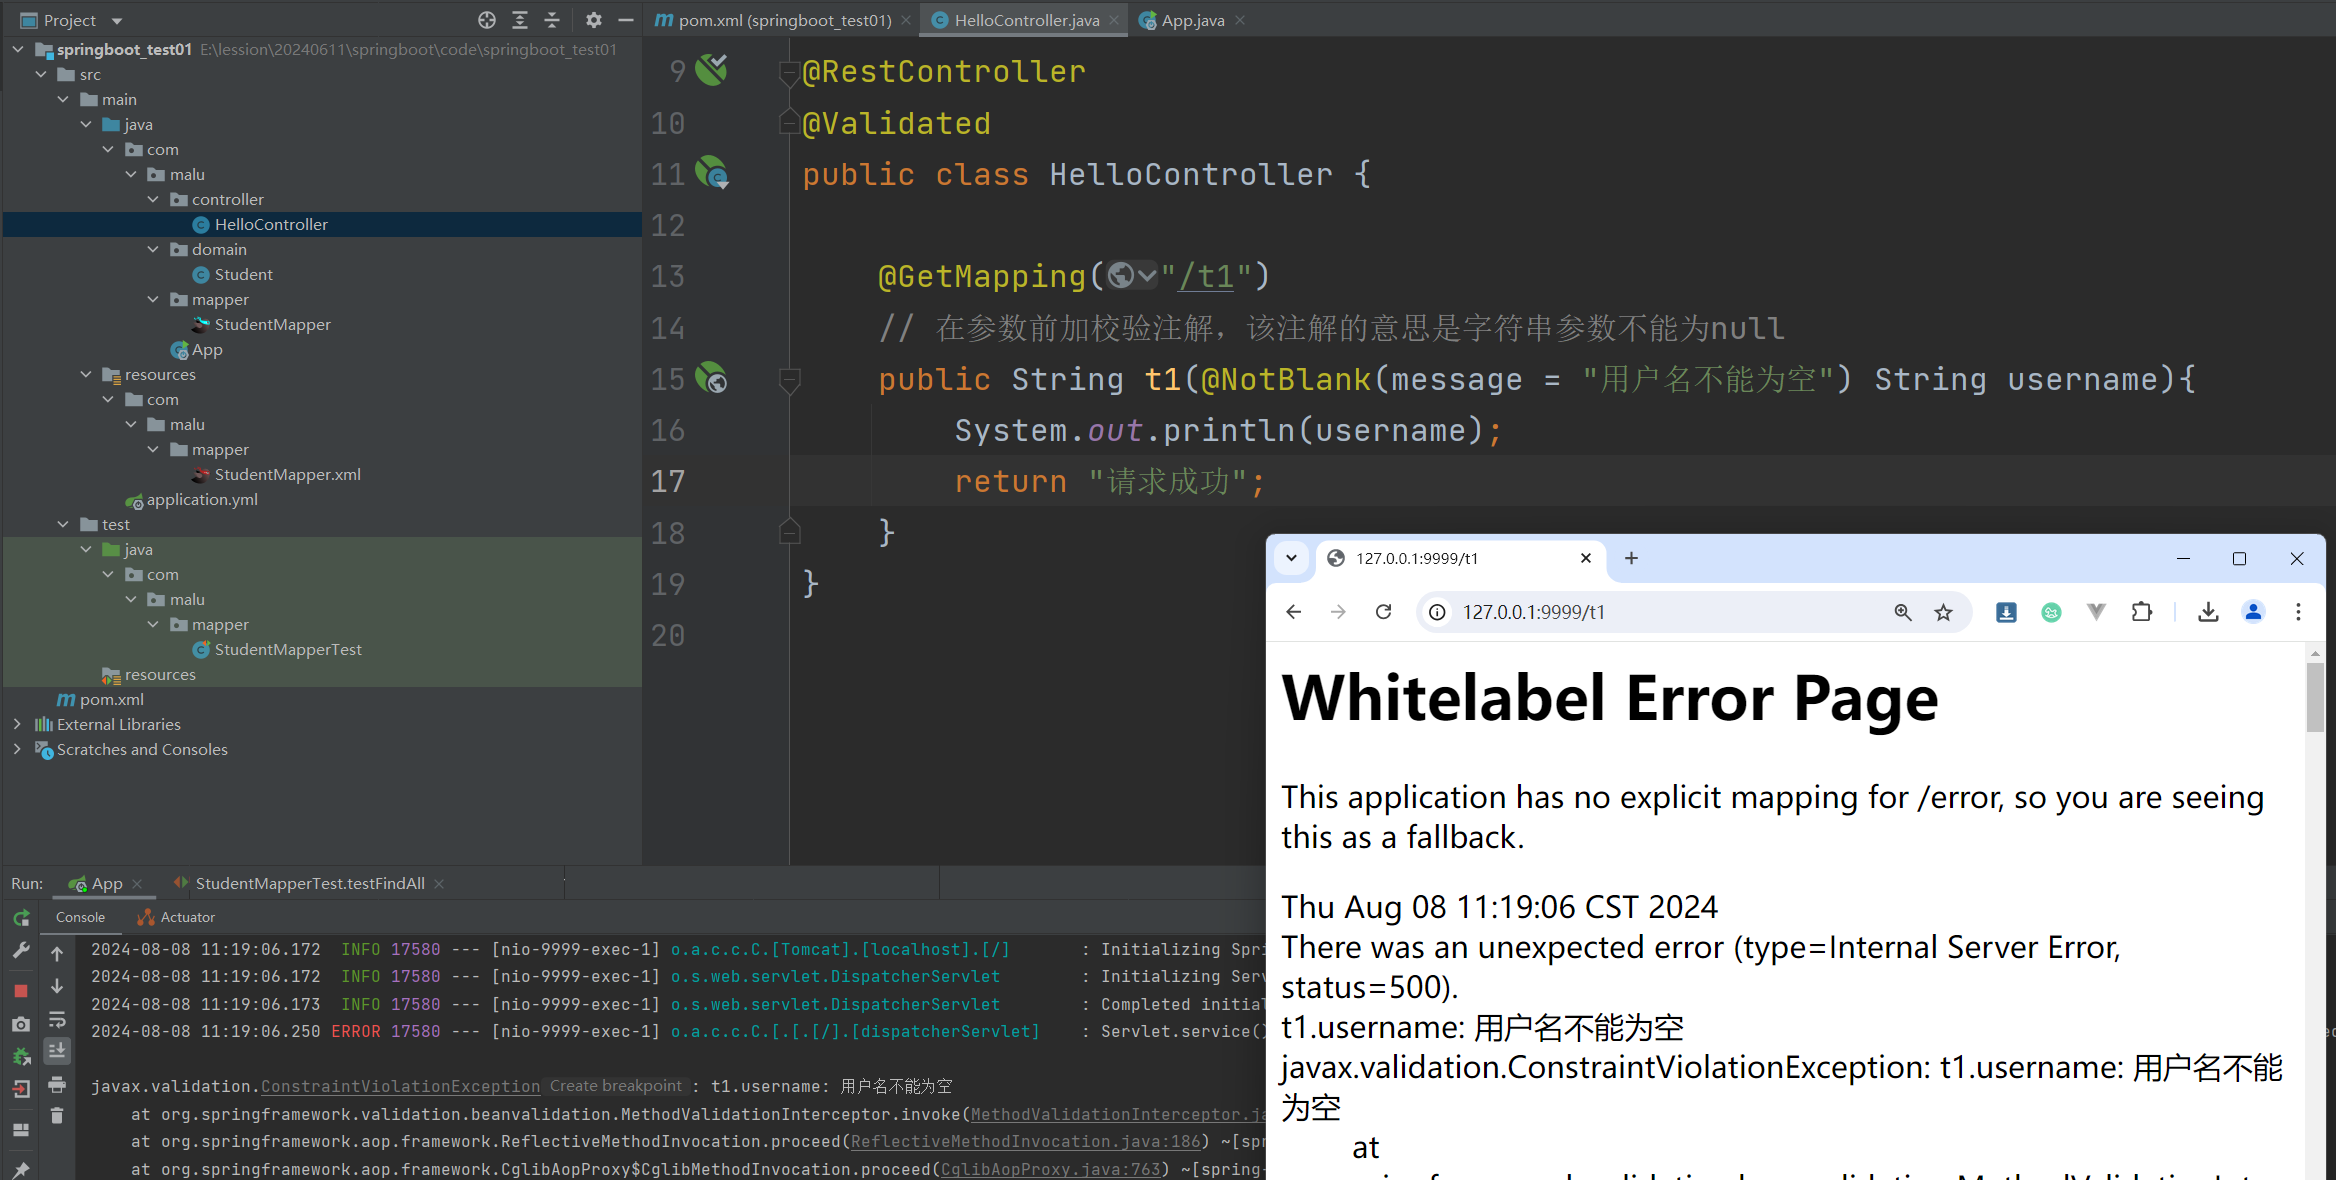 Project
springboot_test01 E:\lession\20240611\springboot\code\springboot_test01
src
main
java
com
malu
controller
HelloController
domain
Student
mapper
StudentMapper
App
resources
com
malu
mapper
StudentMapper.xml
application.yml
test
java
com
malu
mapper
StudentMapperTest
resources
pom.xml
External Libraries
Scratches and Consoles
pom.xml (springboot_test01)
HelloController.java
App.java
9 @RestController
10 @Validated
11 public class HelloController {
12
13 @GetMapping("/t1")
14 // 在参数前加校验注解，该注解的意思是字符串参数不能为null
15 public String t1(@NotBlank(message = "用户名不能为空") String username){
16 System.out.println(username);
17 return "请求成功";
18 }
19 }
20
127.0.0.1:9999/t1
127.0.0.1:9999/t1
Whitelabel Error Page
This application has no explicit mapping for /error, so you are seeing
this as a fallback.
Thu Aug 08 11:19:06 CST 2024
There was an unexpected error (type=Internal Server Error,
status=500).
t1.username: 用户名不能为空
javax.validation.ConstraintViolationException: t1.username: 用户名不能
为空
at
Run: App StudentMapperTest.testFindAll
Console Actuator
2024-08-08 11:19:06.172 INFO 17580 --- [nio-9999-exec-1] o.a.c.c.C.[Tomcat].[localhost].[/] : Initializing Spri
2024-08-08 11:19:06.172 INFO 17580 --- [nio-9999-exec-1] o.s.web.servlet.DispatcherServlet : Initializing Serv
2024-08-08 11:19:06.173 INFO 17580 --- [nio-9999-exec-1] o.s.web.servlet.DispatcherServlet : Completed initial
2024-08-08 11:19:06.250 ERROR 17580 --- [nio-9999-exec-1] o.a.c.c.C.[.[.[/].[dispatcherServlet] : Servlet.service()
javax.validation.ConstraintViolationException Create breakpoint : t1.username: 用户名不能为空
at org.springframework.validation.beanvalidation.MethodValidationInterceptor.invoke(MethodValidationInterceptor.ja
at org.springframework.aop.framework.ReflectiveMethodInvocation.proceed(ReflectiveMethodInvocation.java:186) ~[spr
at org.springframework.aop.framework.CglibAopProxy$CglibMethodInvocation.proceed(CglibAopProxy.java:763) ~[spring-